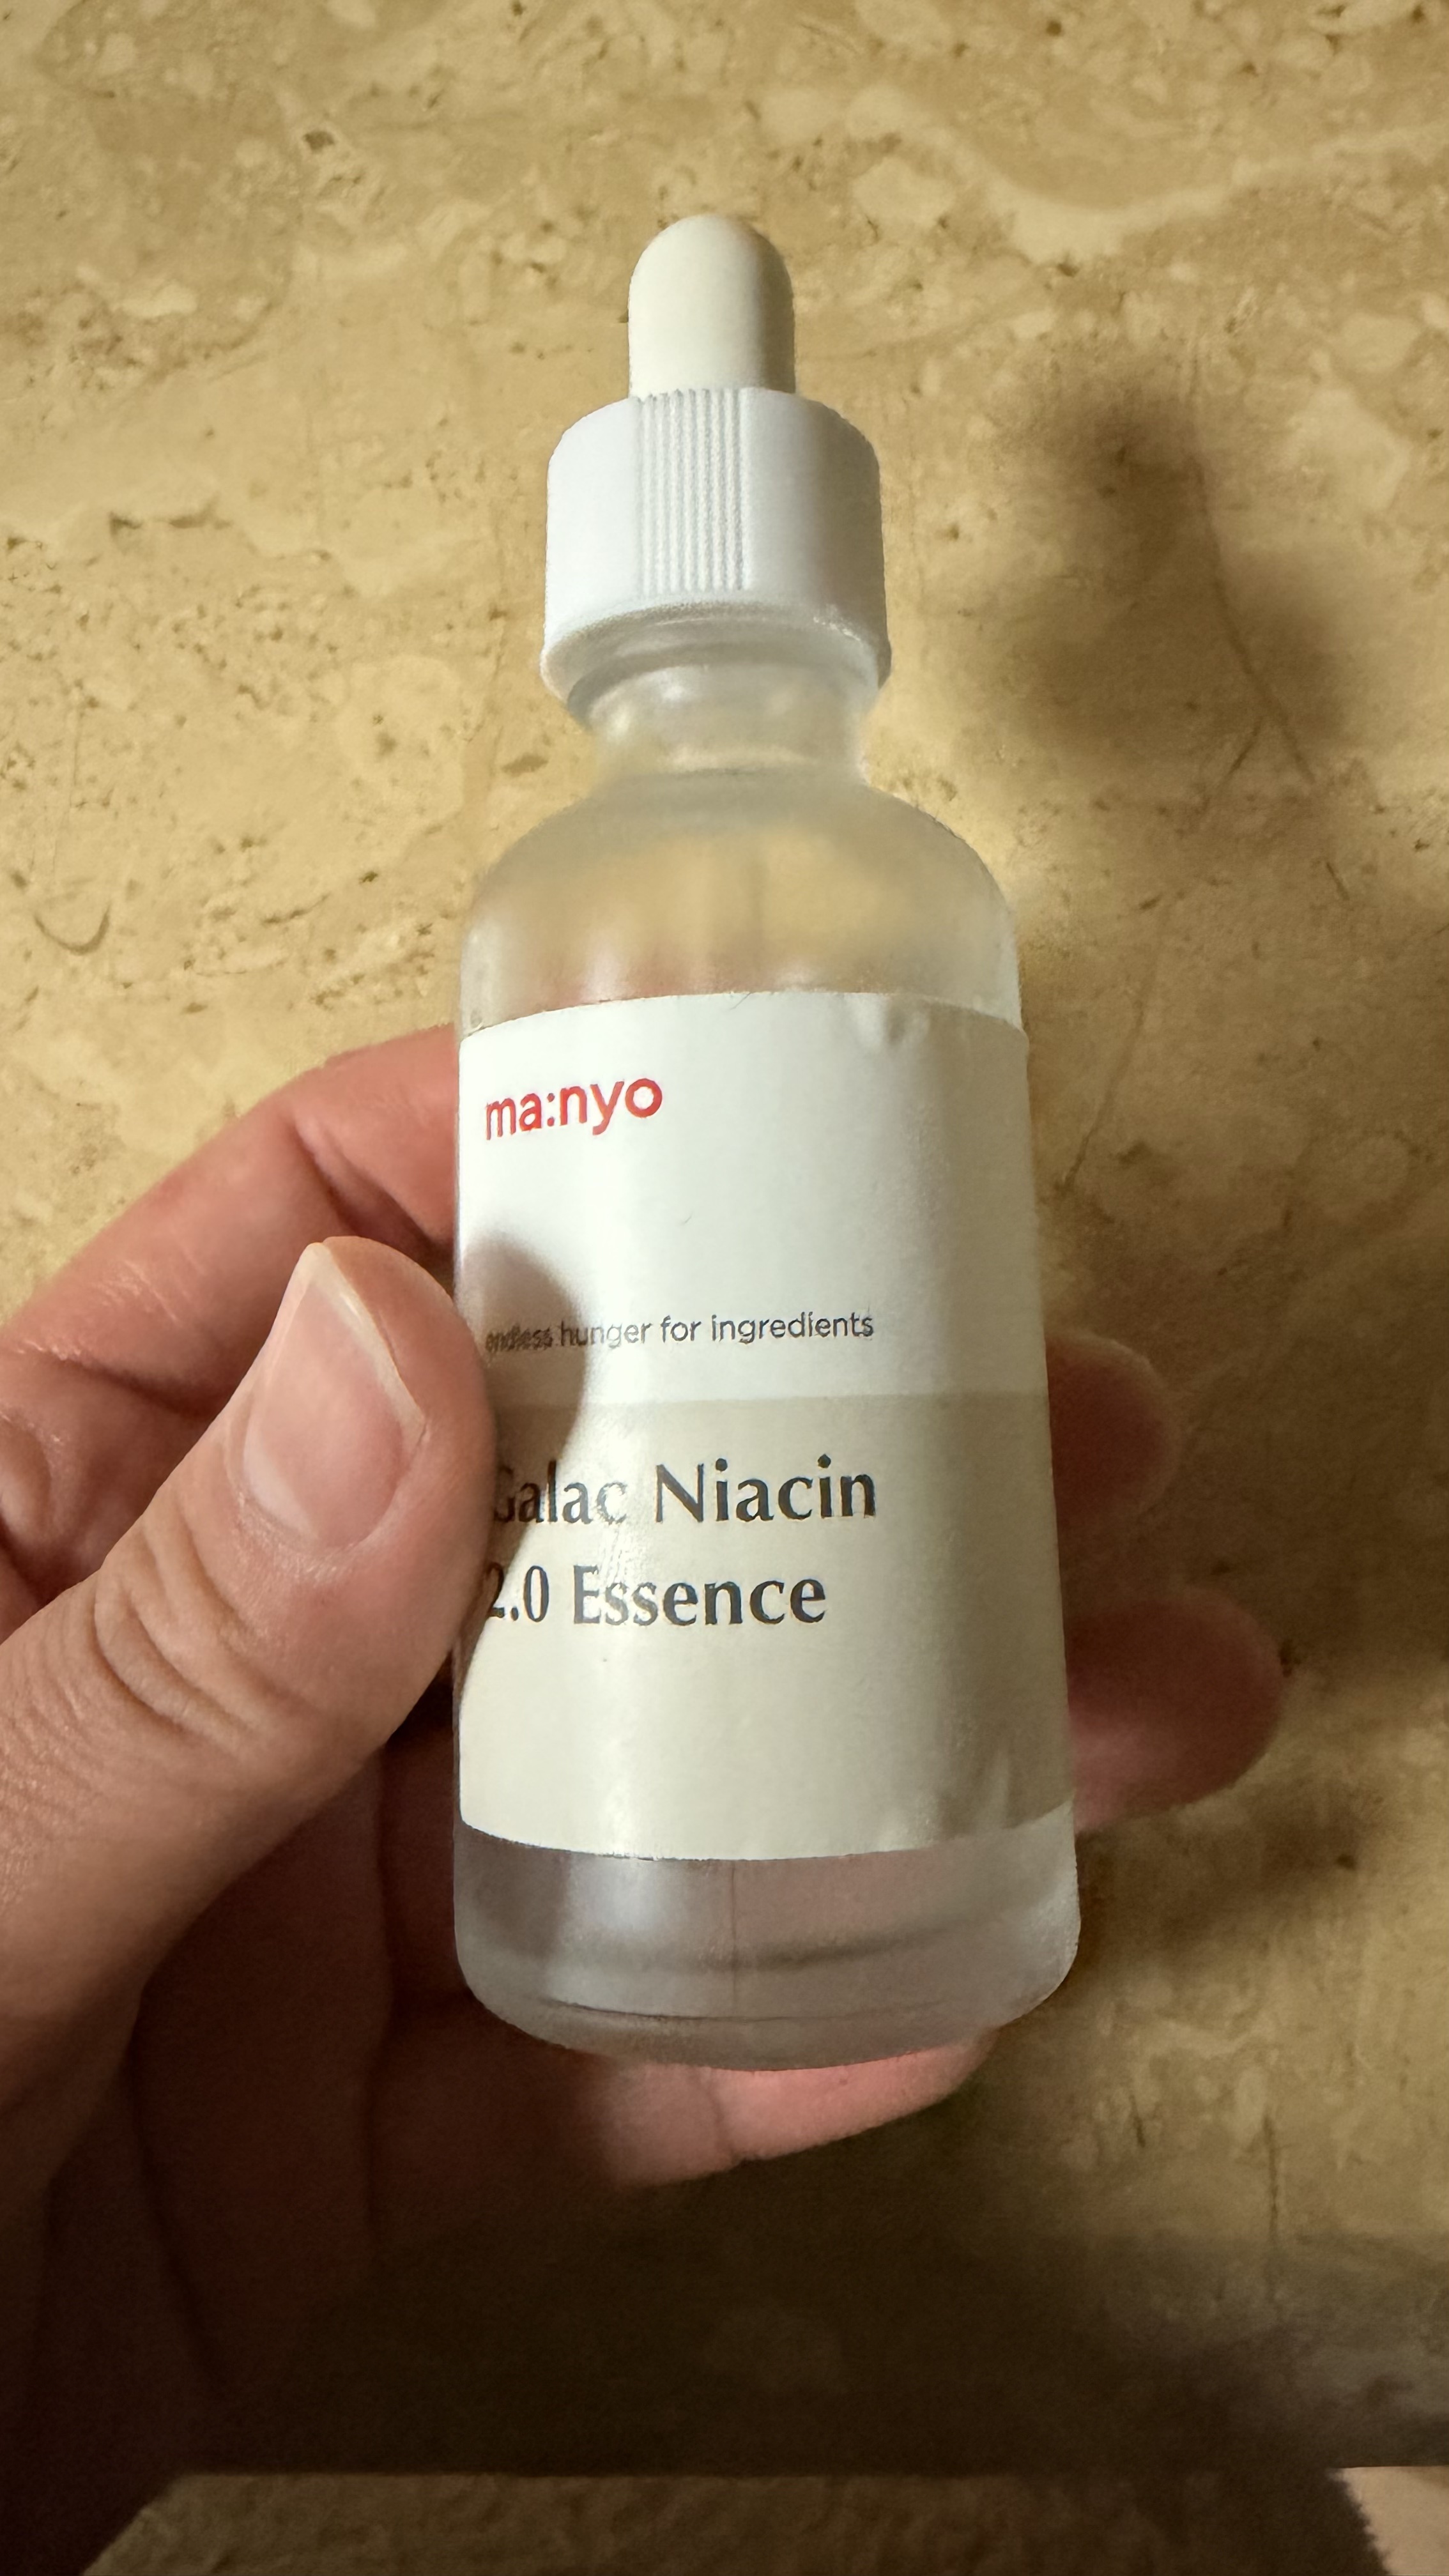 ma:nyo
endless hunger for ingredients
Galac Niacin
2.0 Essence